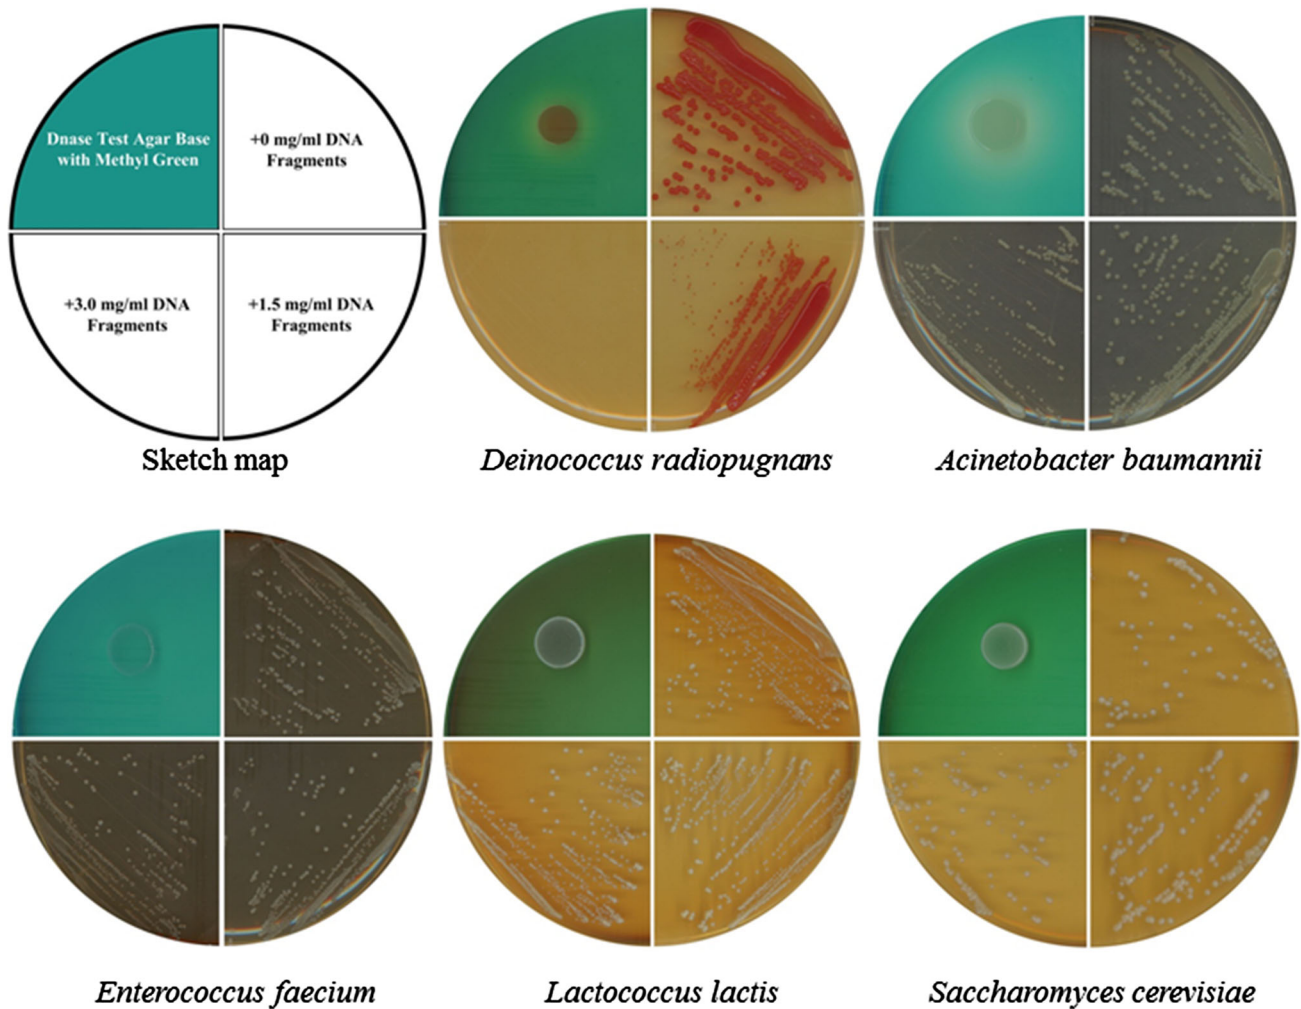 Dnase Test Agar Base
with Methyl Green
+0 mg/ml DNA
Fragments
+3.0 mg/ml DNA
Fragments
+1.5 mg/ml DNA
Fragments
Sketch map
Deinococcus radiopugnans
Acinetobacter baumannii
Enterococcus faecium
Lactococcus lactis
Saccharomyces cerevisiae